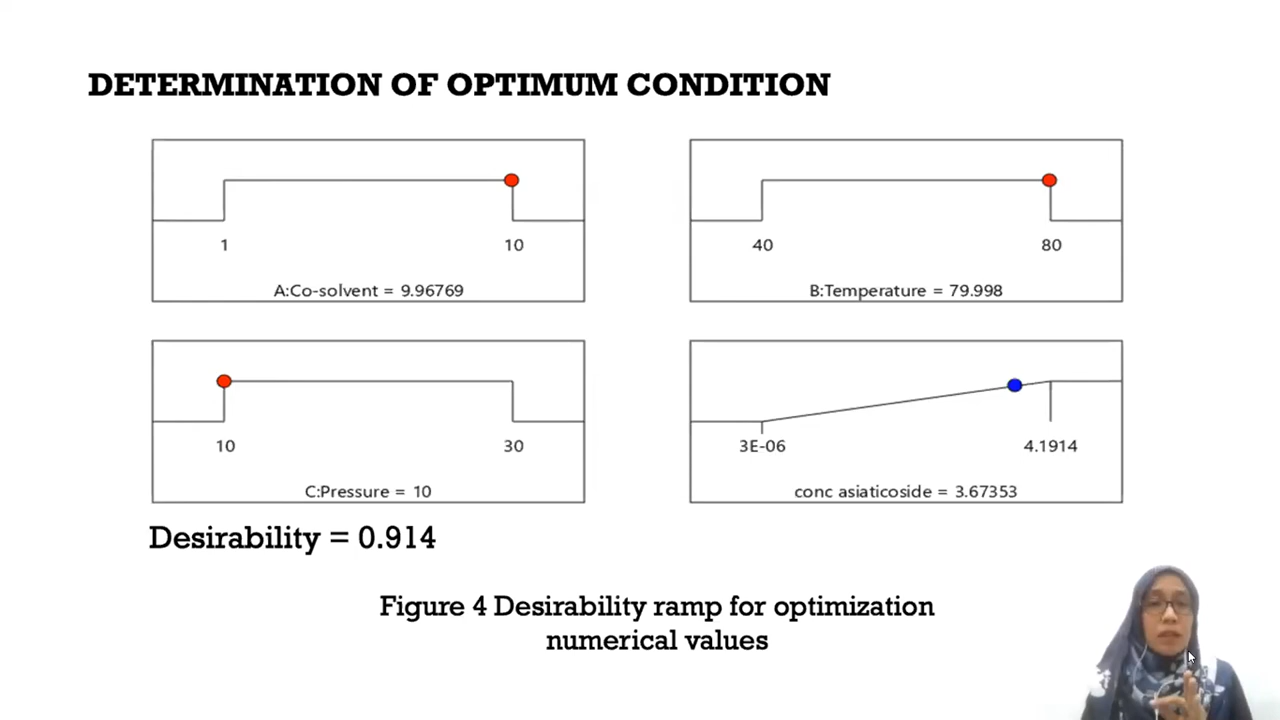 DETERMINATION OF OPTIMUM CONDITION
1 10
A:Co-solvent = 9.96769
40 80
B:Temperature = 79.998
10 30
C:Pressure = 10
3E-06 4.1914
conc asiaticoside = 3.67353
Desirability = 0.914
Figure 4 Desirability ramp for optimization
numerical values